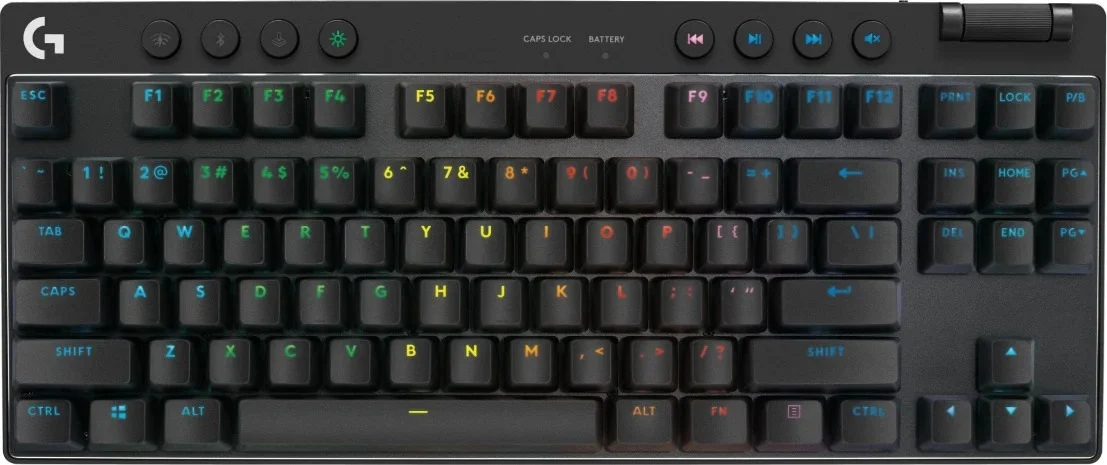 G
CAPS LOCK BATTERY
ESC F1 F2 F3 F4 F5 F6 F7 F8 F9 F10 F11 F12 PRNT LOCK P/B
` ~ 1 ! 2 @ 3 # 4 $ 5 % 6 ^ 7 & 8 * 9 ( 0 ) - _ = + INS HOME PG▲
TAB Q W E R T Y U I O P [ { ] } \ | DEL END PG▼
CAPS A S D F G H J K L ; : ' "
SHIFT Z X C V B N M , < . > / ? SHIFT
CTRL ALT ALT FN CTRL